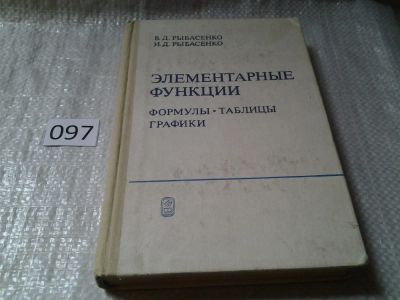 В. Д. РЫБАСЕНКО
И. Д. РЫБАСЕНКО
ЭЛЕМЕНТАРНЫЕ
ФУНКЦИИ
ФОРМУЛЫ • ТАБЛИЦЫ
ГРАФИКИ
097